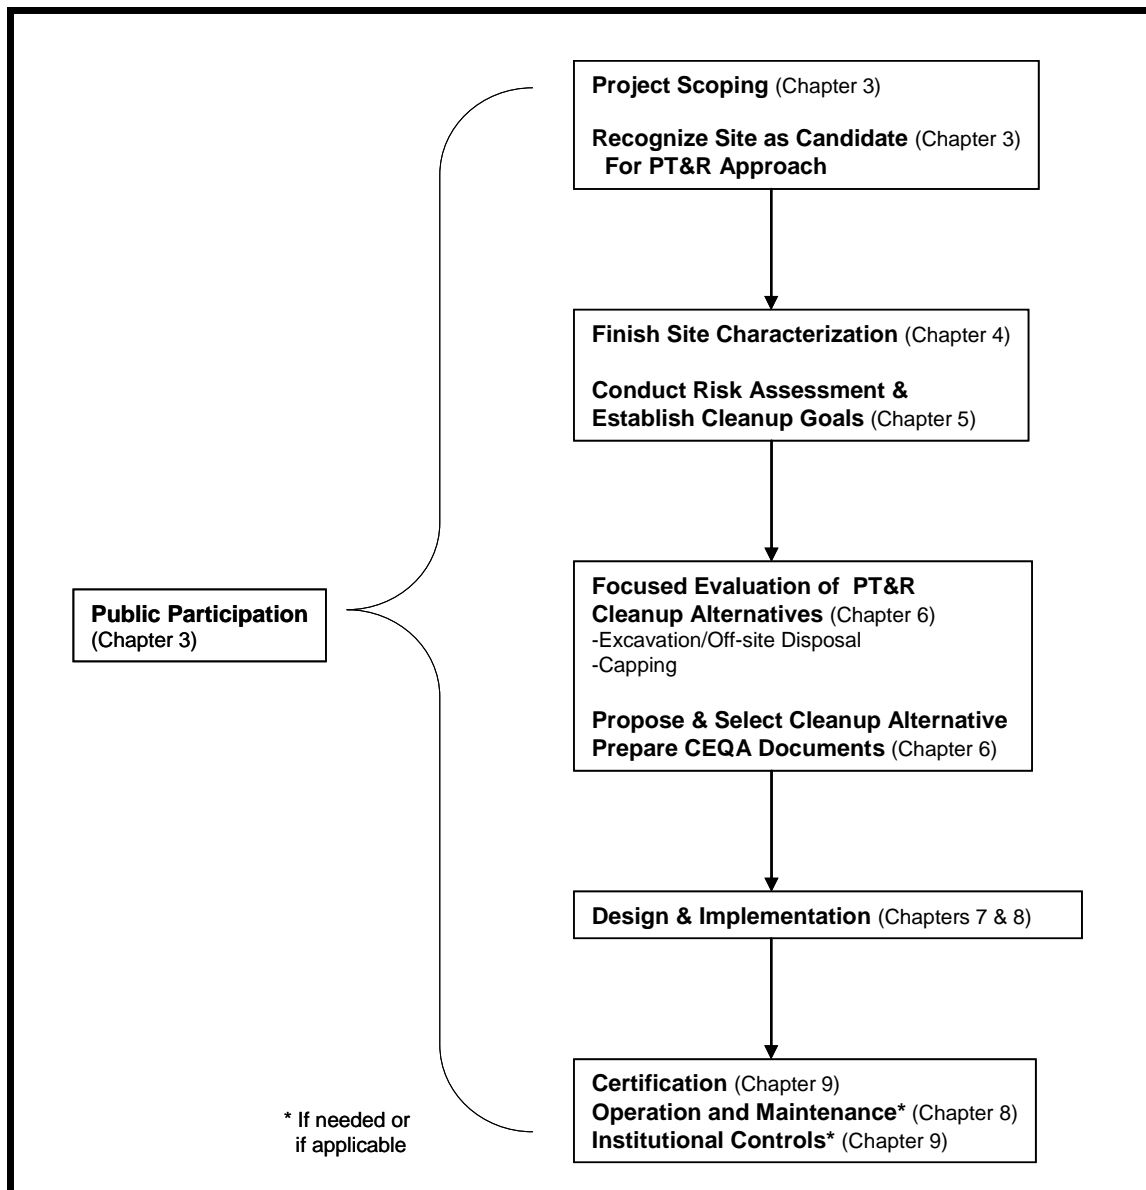 Project Scoping (Chapter 3)
Recognize Site as Candidate (Chapter 3)
For PT&R Approach
Finish Site Characterization (Chapter 4)
Conduct Risk Assessment &
Establish Cleanup Goals (Chapter 5)
Focused Evaluation of PT&R
Cleanup Alternatives (Chapter 6)
-Excavation/Off-site Disposal
-Capping
Propose & Select Cleanup Alternative
Prepare CEQA Documents (Chapter 6)
Public Participation
(Chapter 3)
Design & Implementation (Chapters 7 & 8)
Certification (Chapter 9)
Operation and Maintenance* (Chapter 8)
Institutional Controls* (Chapter 9)
* If needed or
if applicable